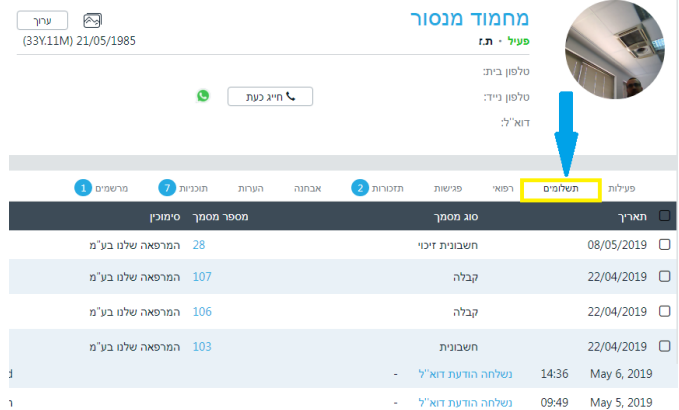 מחמוד מנסור
ערוך
פעיל · ת.ז
(33Y.11M) 21/05/1985
טלפון בית:
טלפון נייד:
חייג כעת
דוא''ל:
פעילות תשלומים רפואי פגישות תזכורות 2 אבחנה הערות תוכניות 7 מרשמים 1
תאריך סוג מסמך מספר מסמך סימוכין
08/05/2019 חשבונית זיכוי 28 המרפאה שלנו בע"מ
22/04/2019 קבלה 107 המרפאה שלנו בע"מ
22/04/2019 קבלה 106 המרפאה שלנו בע"מ
22/04/2019 חשבונית 103 המרפאה שלנו בע"מ
May 6, 2019 14:36 נשלחה הודעת דוא''ל -
May 5, 2019 09:49 נשלחה הודעת דוא''ל -